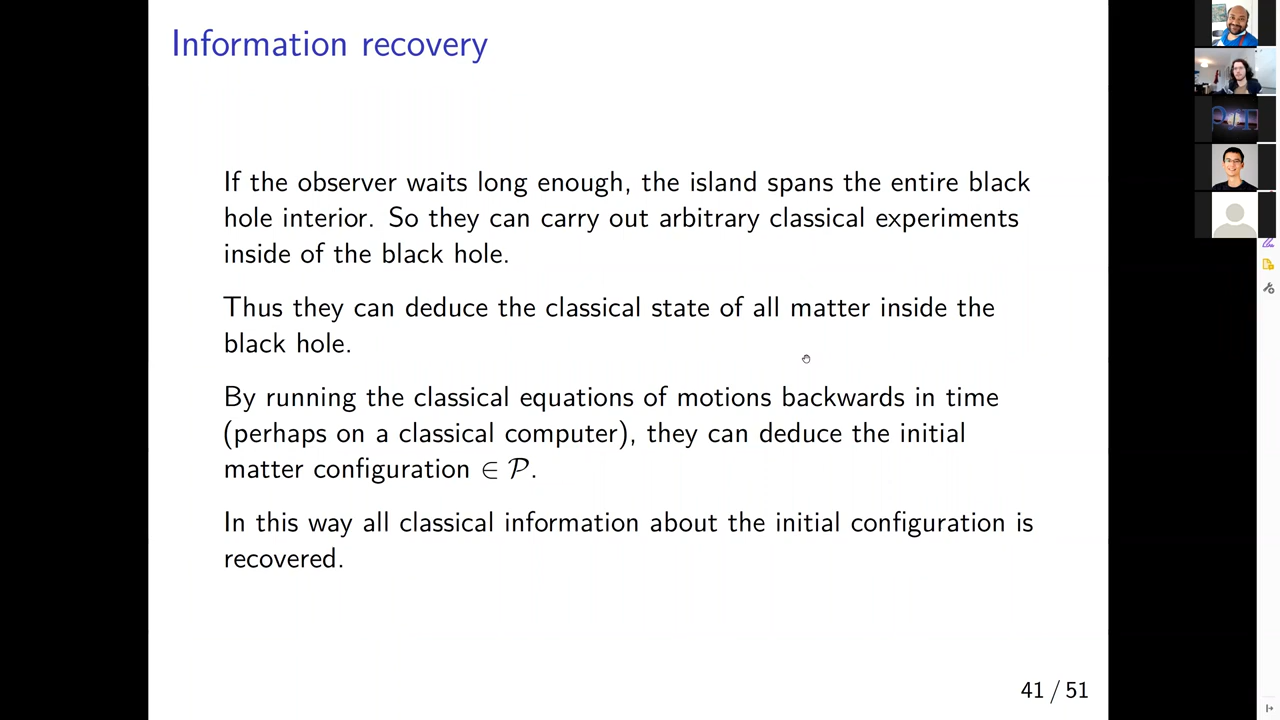 Information recovery
If the observer waits long enough, the island spans the entire black
hole interior. So they can carry out arbitrary classical experiments
inside of the black hole.
Thus they can deduce the classical state of all matter inside the
black hole.
By running the classical equations of motions backwards in time
(perhaps on a classical computer), they can deduce the initial
matter configuration ∈ 𝒫.
In this way all classical information about the initial configuration is
recovered.
41 / 51